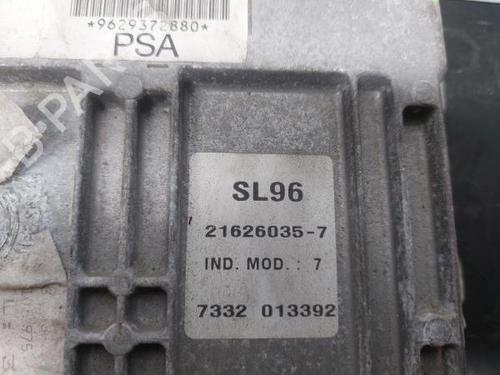 *9629372880*
PSA
SL96
21626035-7
IND. MOD. : 7
7332 013392